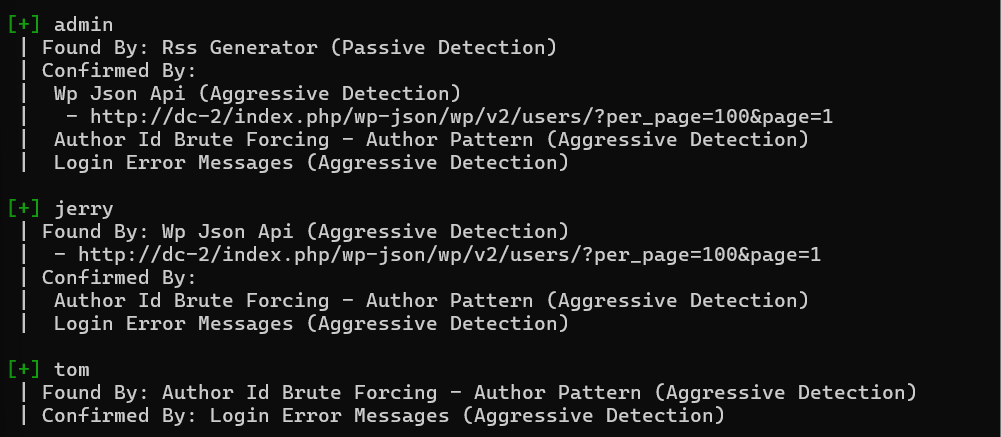 [+] admin
 | Found By: Rss Generator (Passive Detection)
 | Confirmed By:
 |  Wp Json Api (Aggressive Detection)
 |   - http://dc-2/index.php/wp-json/wp/v2/users/?per_page=100&page=1
 |  Author Id Brute Forcing - Author Pattern (Aggressive Detection)
 |  Login Error Messages (Aggressive Detection)

[+] jerry
 | Found By: Wp Json Api (Aggressive Detection)
 |  - http://dc-2/index.php/wp-json/wp/v2/users/?per_page=100&page=1
 | Confirmed By:
 |  Author Id Brute Forcing - Author Pattern (Aggressive Detection)
 |  Login Error Messages (Aggressive Detection)

[+] tom
 | Found By: Author Id Brute Forcing - Author Pattern (Aggressive Detection)
 | Confirmed By: Login Error Messages (Aggressive Detection)